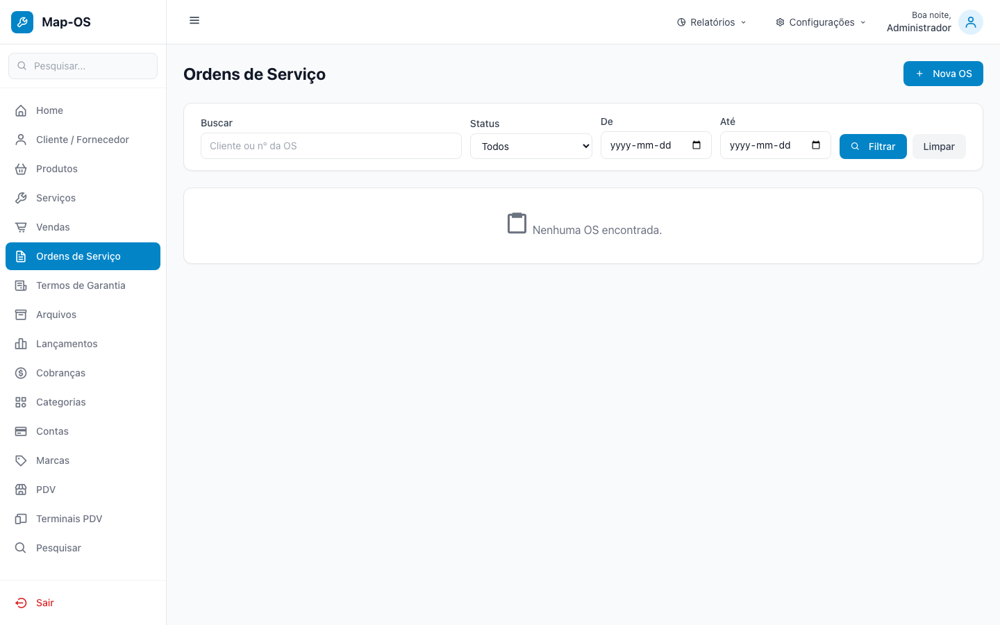 Map-OS
Relatórios
Configurações
Boa noite,
Administrador
Pesquisar...
Home
Cliente / Fornecedor
Produtos
Serviços
Vendas
Ordens de Serviço
Termos de Garantia
Arquivos
Lançamentos
Cobranças
Categorias
Contas
Marcas
PDV
Terminais PDV
Pesquisar
Sair
Ordens de Serviço
Nova OS
Buscar
Cliente ou nº da OS
Status
Todos
De
yyyy-mm-dd
Até
yyyy-mm-dd
Filtrar
Limpar
Nenhuma OS encontrada.